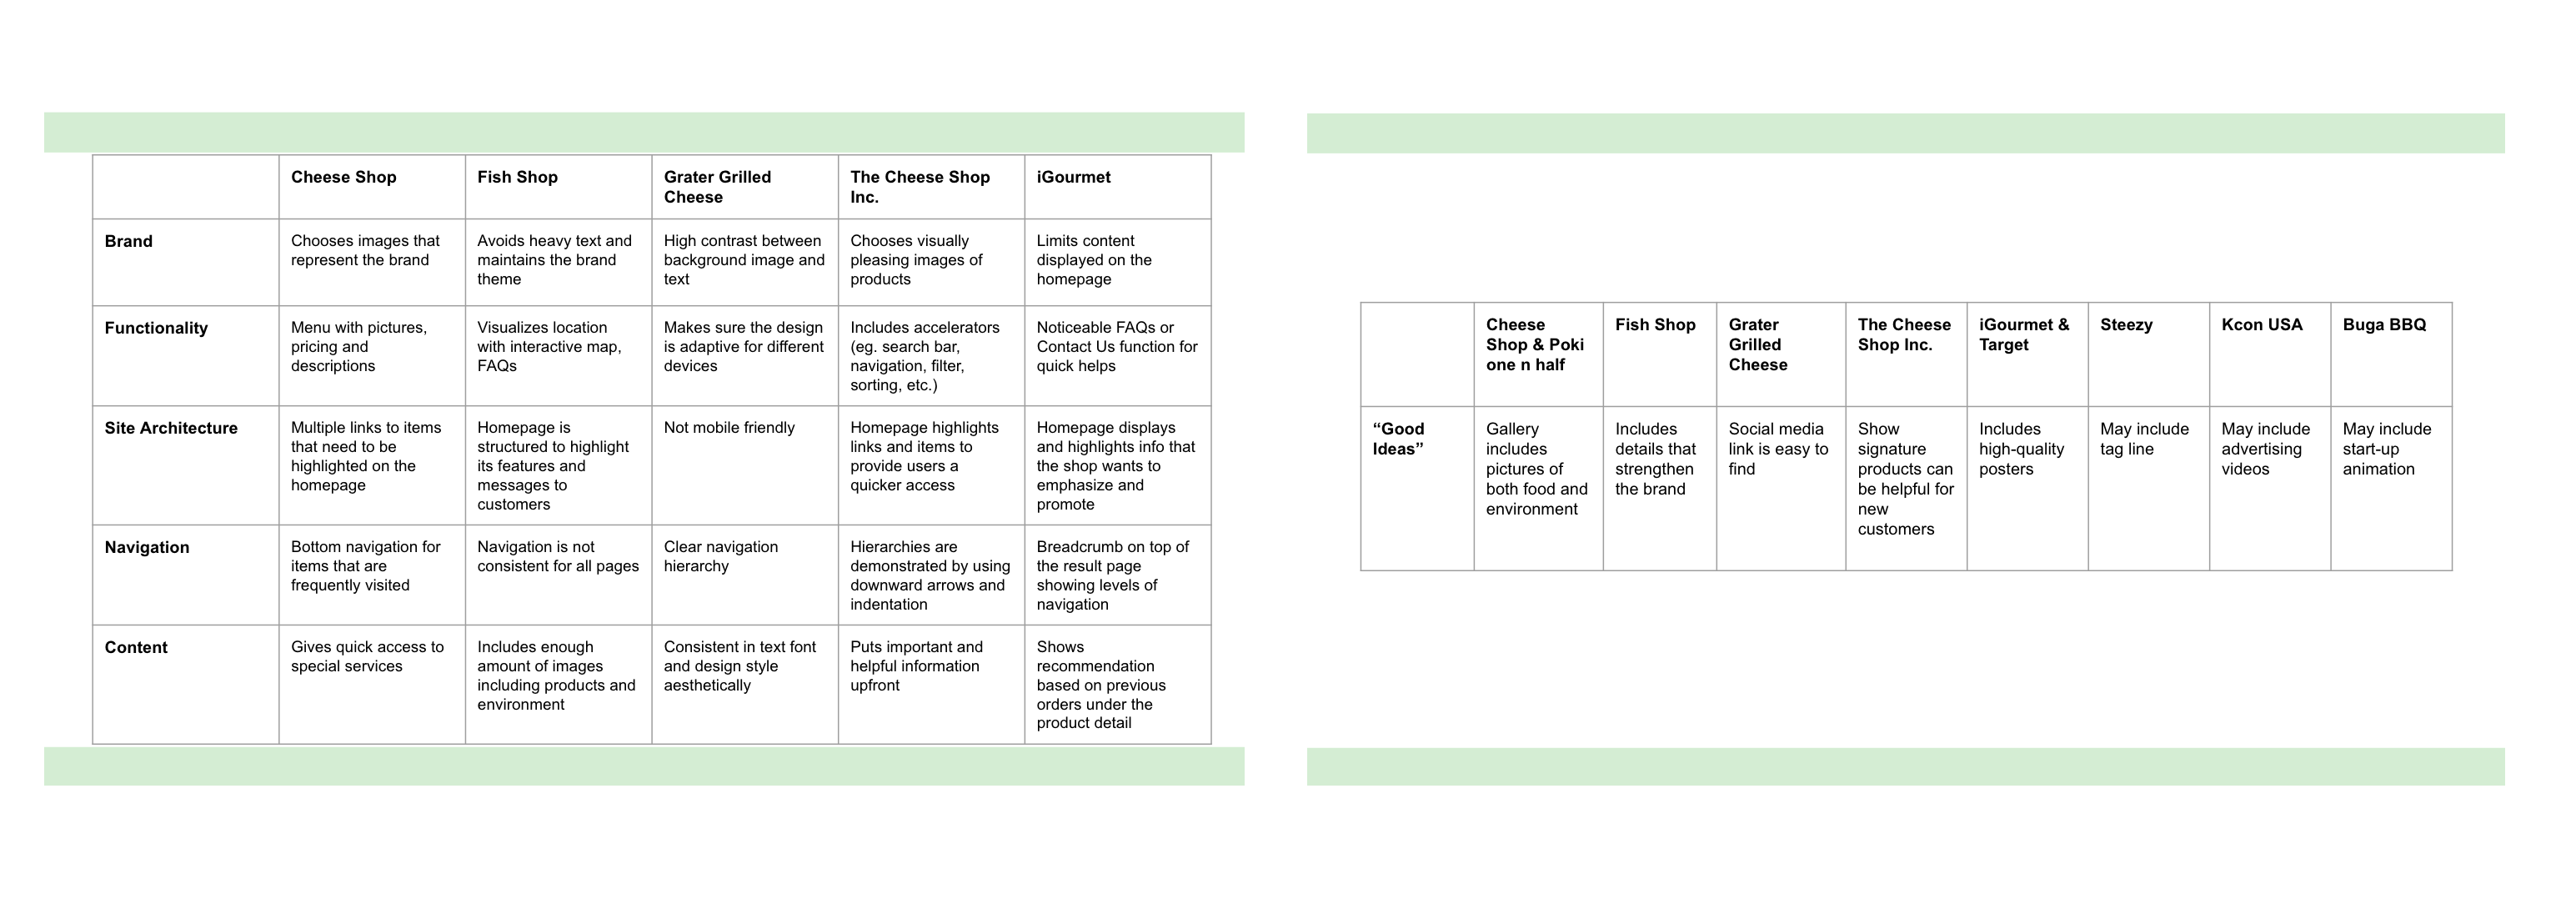 Cheese Shop
Fish Shop
Grater Grilled
Cheese
The Cheese Shop
Inc.
iGourmet
Brand
Chooses images that
represent the brand
Avoids heavy text and
maintains the brand
theme
High contrast between
background image and
text
Chooses visually
pleasing images of
products
Limits content
displayed on the
homepage
Functionality
Menu with pictures,
pricing and
descriptions
Visualizes location
with interactive map,
FAQs
Makes sure the design
is adaptive for different
devices
Includes accelerators
(eg. search bar,
navigation, filter,
sorting, etc.)
Noticeable FAQs or
Contact Us function for
quick helps
Site Architecture
Multiple links to items
that need to be
highlighted on the
homepage
Homepage is
structured to highlight
its features and
messages to
customers
Not mobile friendly
Homepage highlights
links and items to
provide users a
quicker access
Homepage displays
and highlights info that
the shop wants to
emphasize and
promote
Navigation
Bottom navigation for
items that are
frequently visited
Navigation is not
consistent for all pages
Clear navigation
hierarchy
Hierarchies are
demonstrated by using
downward arrows and
indentation
Breadcrumb on top of
the result page
showing levels of
navigation
Content
Gives quick access to
special services
Includes enough
amount of images
including products and
environment
Consistent in text font
and design style
aesthetically
Puts important and
helpful information
upfront
Shows
recommendation
based on previous
orders under the
product detail
Cheese
Shop & Poki
one n half
Fish Shop
Grater
Grilled
Cheese
The Cheese
Shop Inc.
iGourmet &
Target
Steezy
Kcon USA
Buga BBQ
“Good
Ideas”
Gallery
includes
pictures of
both food and
environment
Includes
details that
strengthen
the brand
Social media
link is easy to
find
Show
signature
products can
be helpful for
new
customers
Includes
high-quality
posters
May include
tag line
May include
advertising
videos
May include
start-up
animation